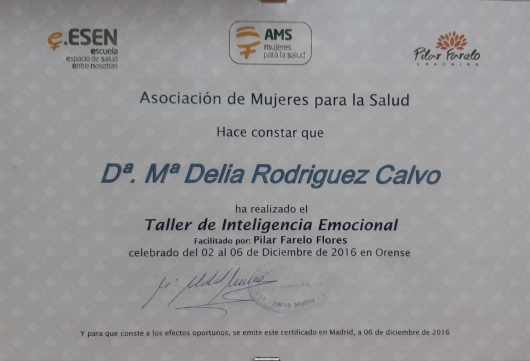 e.ESEN
escuela
espacio de salud
entre nosotras
AMS
mujeres
para la salud
Pilar Farelo
COACHING
Asociación de Mujeres para la Salud
Hace constar que
Dª. Mª Delia Rodriguez Calvo
ha realizado el
Taller de Inteligencia Emocional
Facilitado por: Pilar Farelo Flores
celebrado del 02 al 06 de Diciembre de 2016 en Orense
Y para que conste a los efectos oportunos, se emite este certificado en Madrid, a 06 de diciembre de 2016